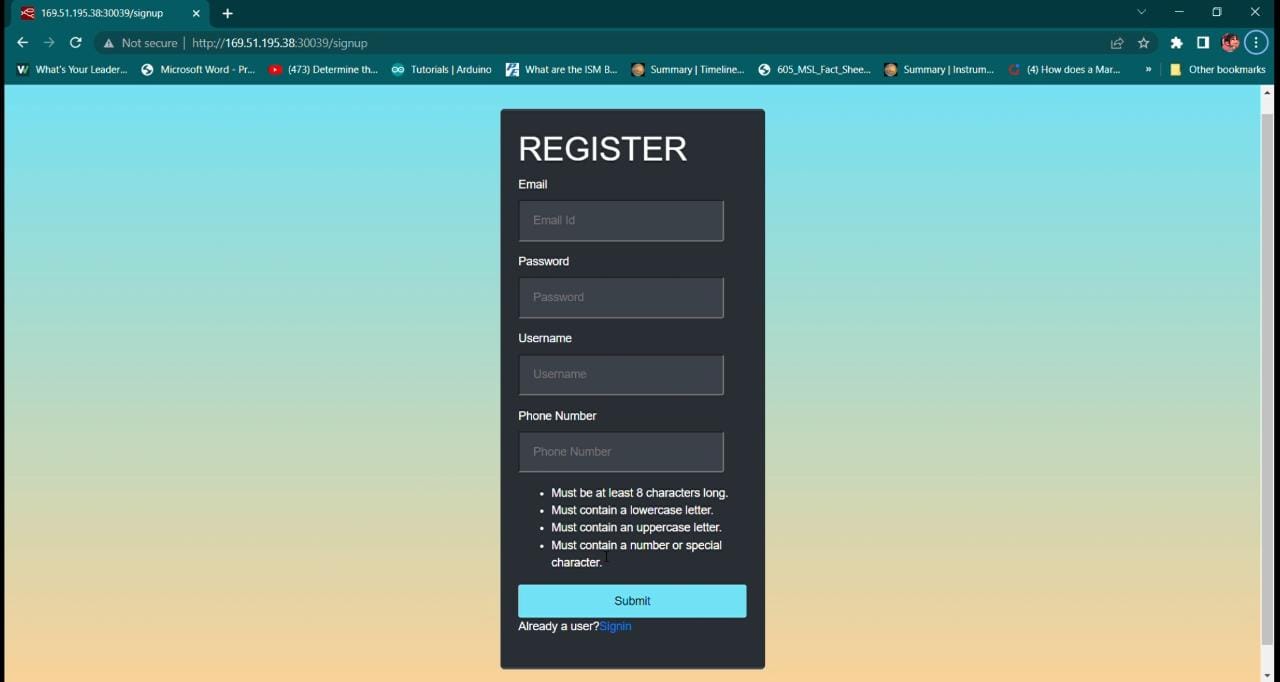 169.51.195.38:30039/signup
Not secure | http://169.51.195.38:30039/signup
What's Your Leader... Microsoft Word - Pr... (473) Determine th... Tutorials | Arduino What are the ISM B... Summary | Timeline... 605_MSL_Fact_Shee... Summary | Instrum... (4) How does a Mar... » Other bookmarks
REGISTER
Email
Email Id
Password
Password
Username
Username
Phone Number
Phone Number
• Must be at least 8 characters long.
• Must contain a lowercase letter.
• Must contain an uppercase letter.
• Must contain a number or special
character.
Submit
Already a user?Signin